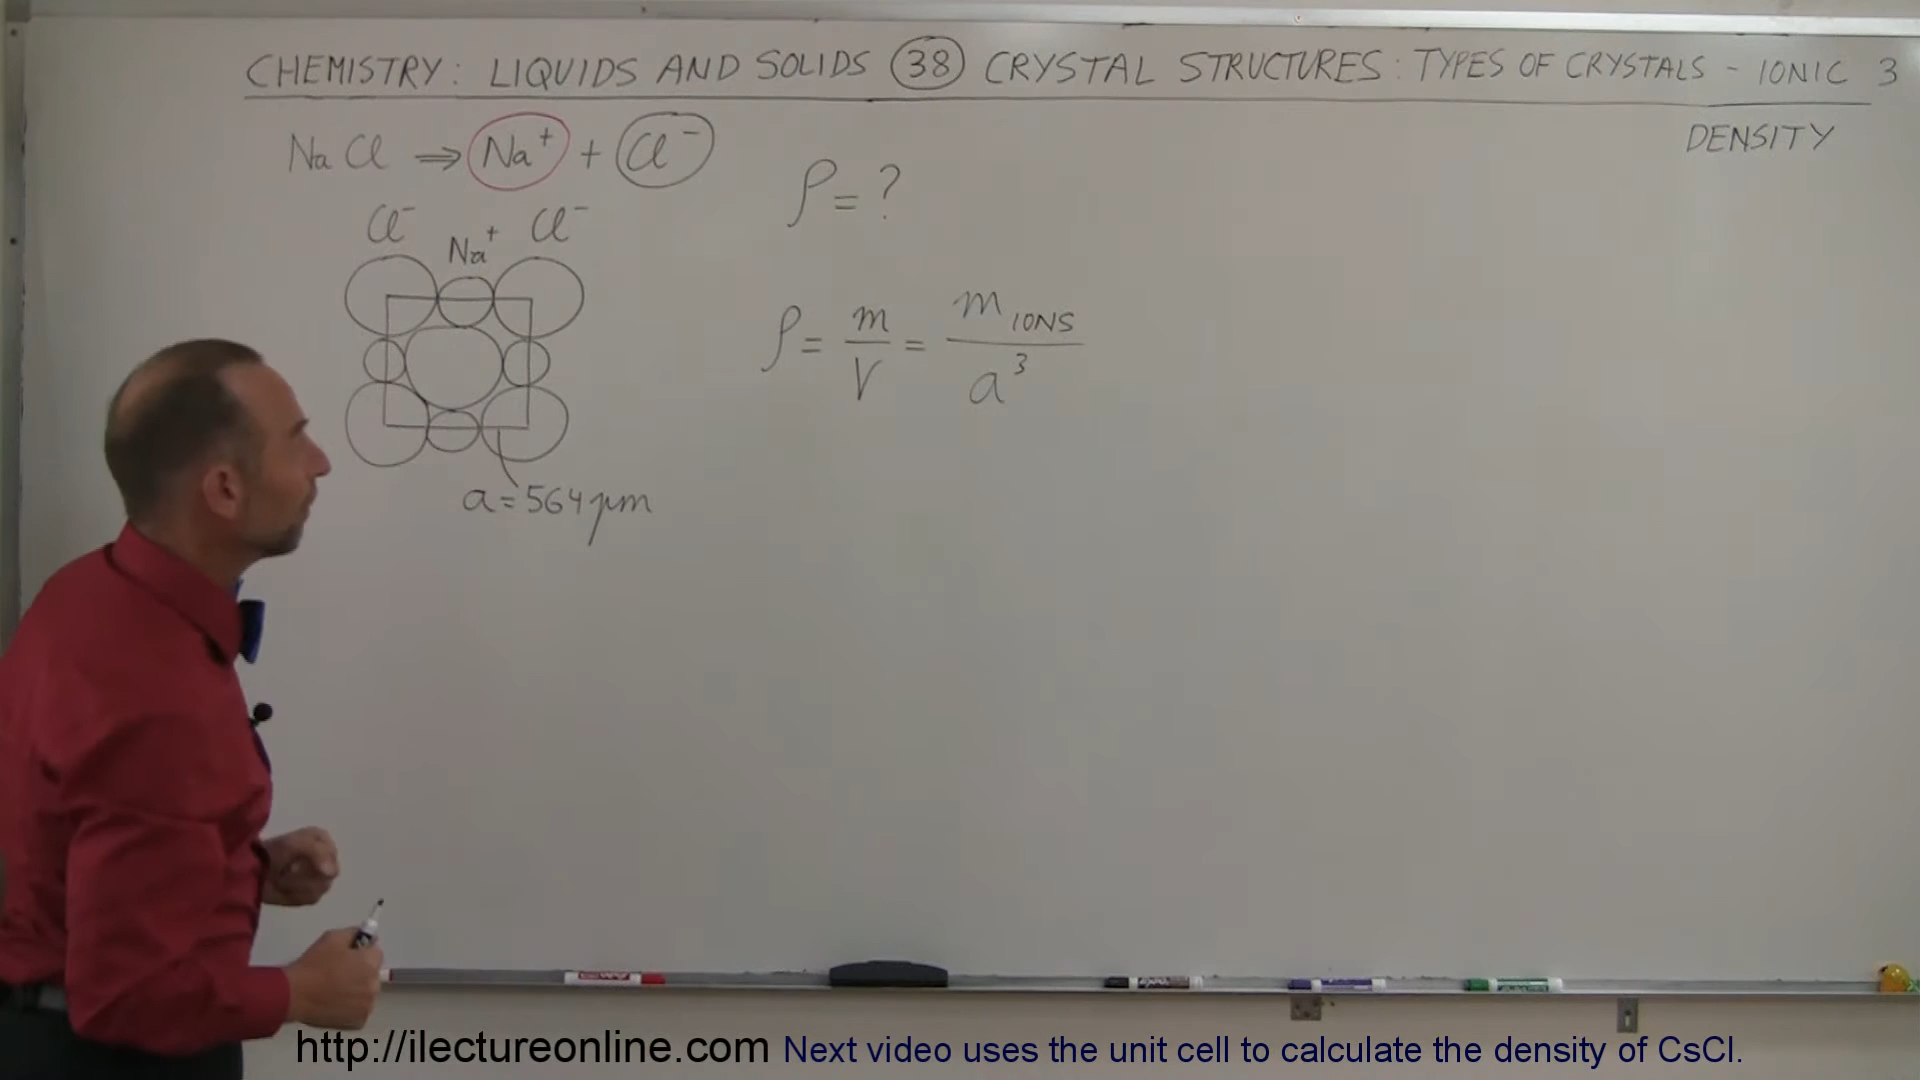 CHEMISTRY: LIQUIDS AND SOLIDS 38 CRYSTAL STRUCTURES: TYPES OF CRYSTALS - IONIC 3
DENSITY
NaCl ⇒ Na⁺ + Cl⁻
ρ = ?
Cl⁻ Na⁺ Cl⁻
ρ = m/V = m IONS / a³
a = 564 μm
http://ilectureonline.com Next video uses the unit cell to calculate the density of CsCl.